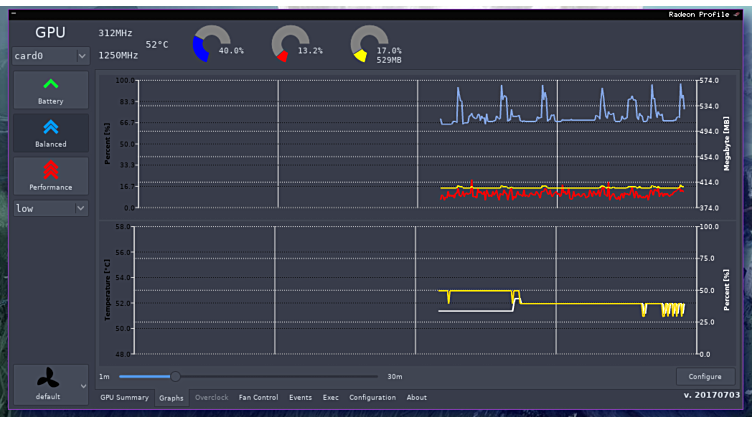 Radeon Profile
GPU
card0
312MHz
1250MHz
52°C
40.0%
13.2%
17.0%
529MB
Battery
Balanced
Performance
low
default
Percent [%]
100.0
83.3
66.7
50.0
33.3
16.7
0.0
574.0
534.0
494.0
454.0
414.0
374.0
Megabyte [MB]
Temperature [°C]
58.0
56.0
54.0
52.0
50.0
48.0
100.0
75.0
50.0
25.0
0.0
Percent [%]
1m
30m
Configure
GPU Summary Graphs Overclock Fan Control Events Exec Configuration About
v. 20170703